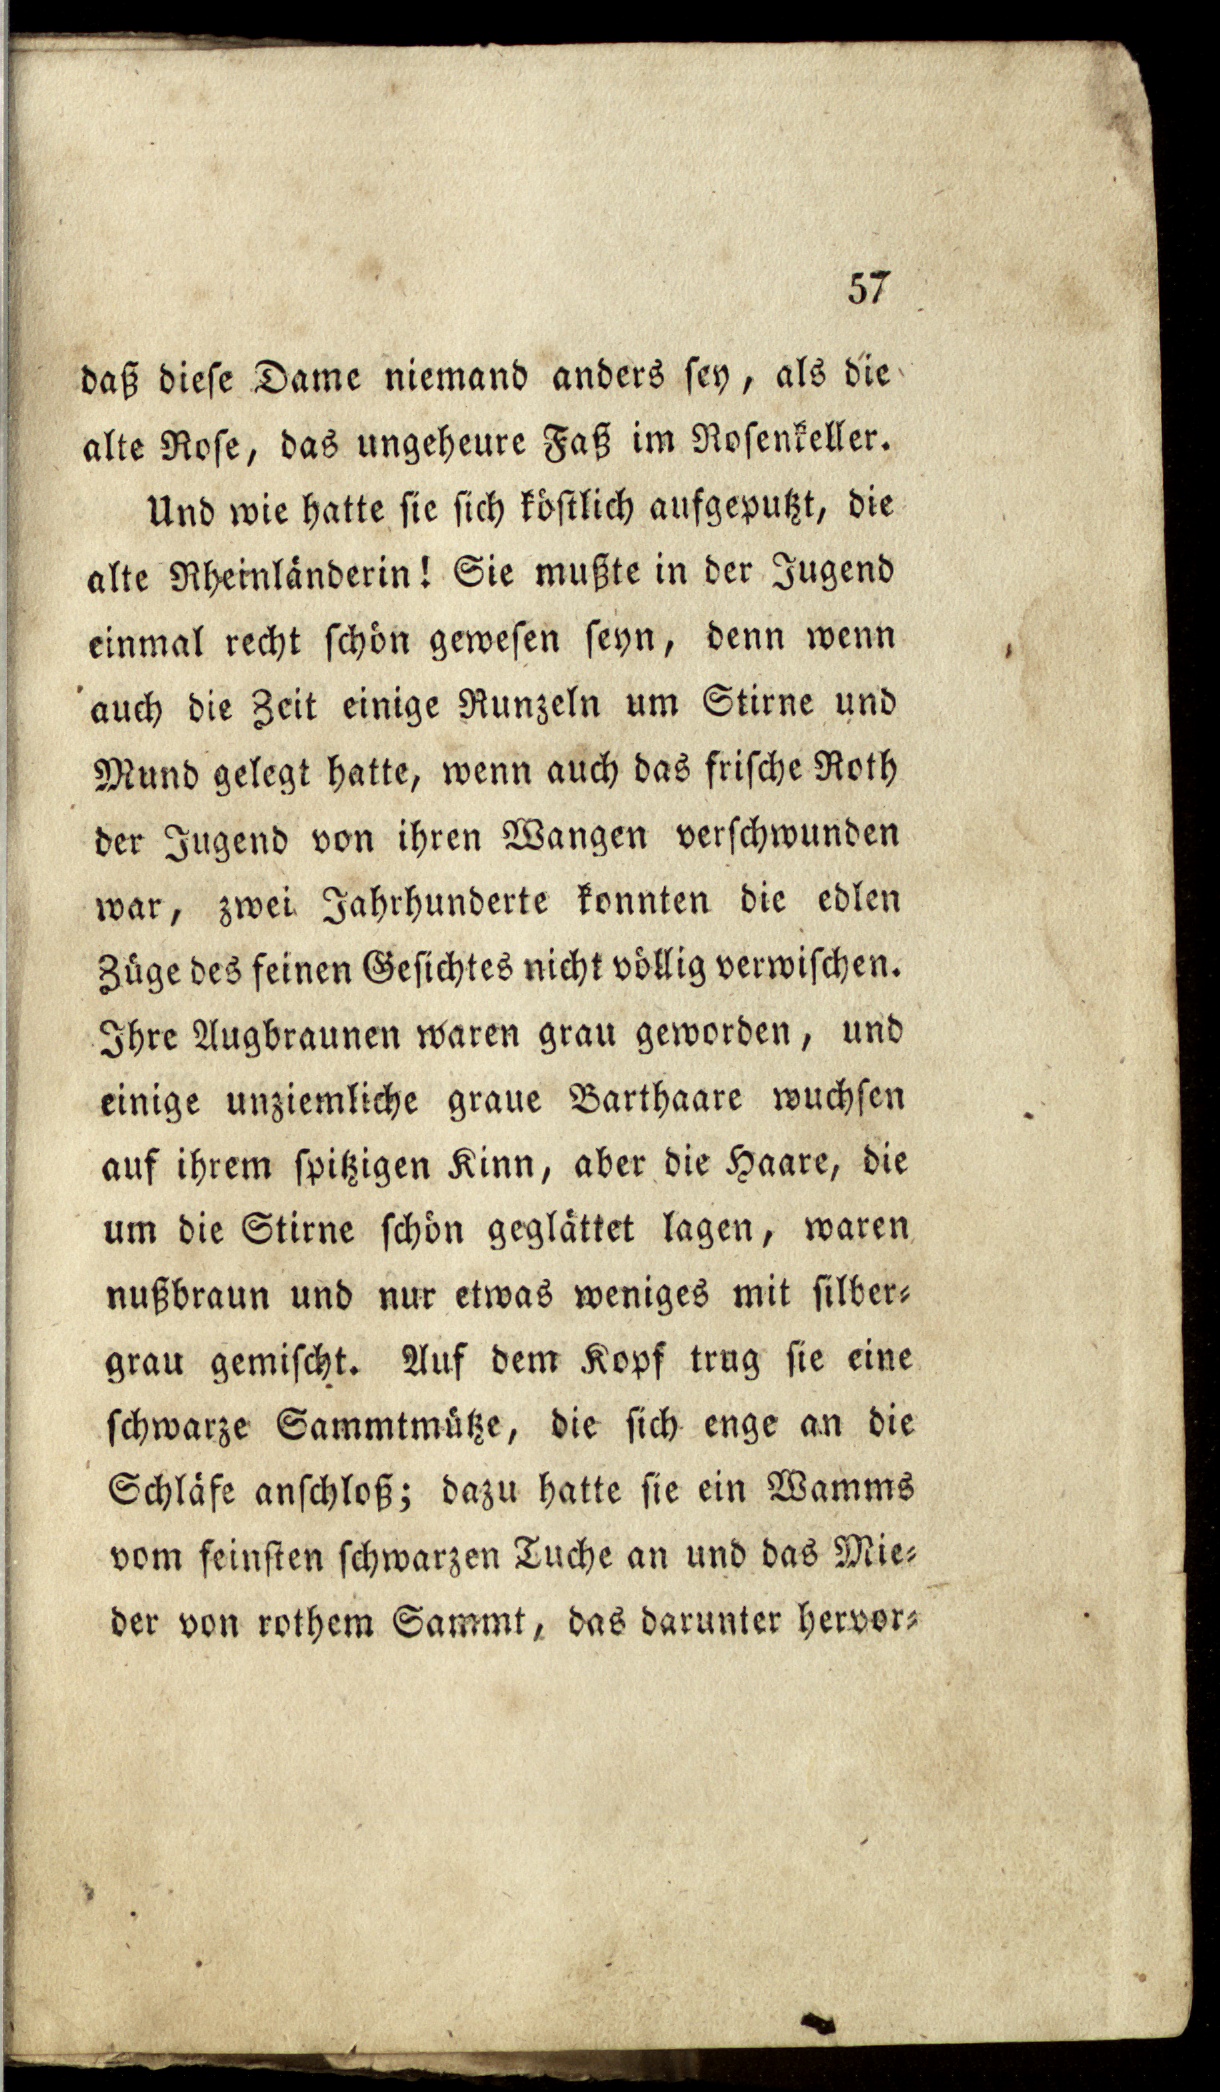 57
daß dieſe Dame niemand anders ſey, als die
alte Roſe, das ungeheure Faß im Roſenkeller.
Und wie hatte ſie ſich köſtlich aufgeputzt, die
alte Rheinländerin! Sie mußte in der Jugend
einmal recht ſchön geweſen ſeyn, denn wenn
auch die Zeit einige Runzeln um Stirne und
Mund gelegt hatte, wenn auch das friſche Roth
der Jugend von ihren Wangen verſchwunden
war, zwei Jahrhunderte konnten die edlen
Züge des feinen Geſichtes nicht völlig verwiſchen.
Ihre Augbraunen waren grau geworden, und
einige unziemliche graue Barthaare wuchſen
auf ihrem ſpitzigen Kinn, aber die Haare, die
um die Stirne ſchön geglättet lagen, waren
nußbraun und nur etwas weniges mit ſilber⸗
grau gemiſcht. Auf dem Kopf trug ſie eine
ſchwarze Sammtmütze, die ſich enge an die
Schläfe anſchloß; dazu hatte ſie ein Wamms
vom feinſten ſchwarzen Tuche an und das Mie⸗
der von rothem Sammt, das darunter hervor⸗